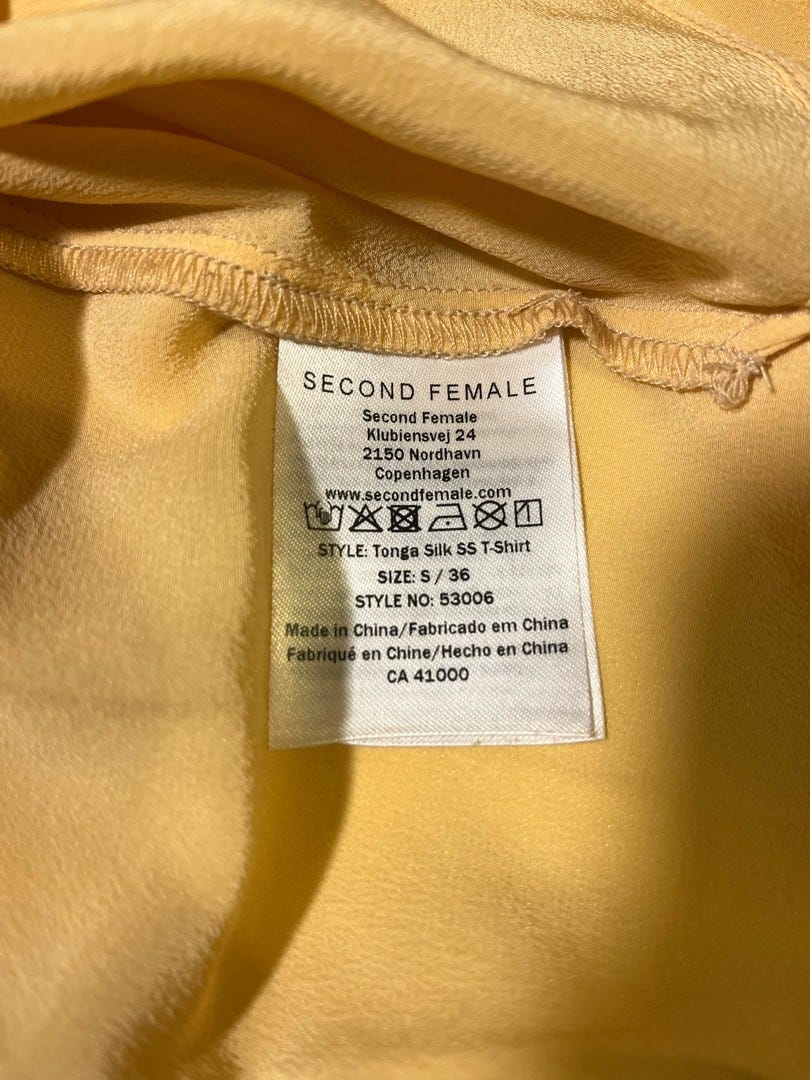 SECOND FEMALE
Second Female
Klubiensvej 24
2150 Nordhavn
Copenhagen
www.secondfemale.com
STYLE: Tonga Silk SS T-Shirt
SIZE: S / 36
STYLE NO: 53006
Made in China/Fabricado em China
Fabriqué en Chine/Hecho en China
CA 41000